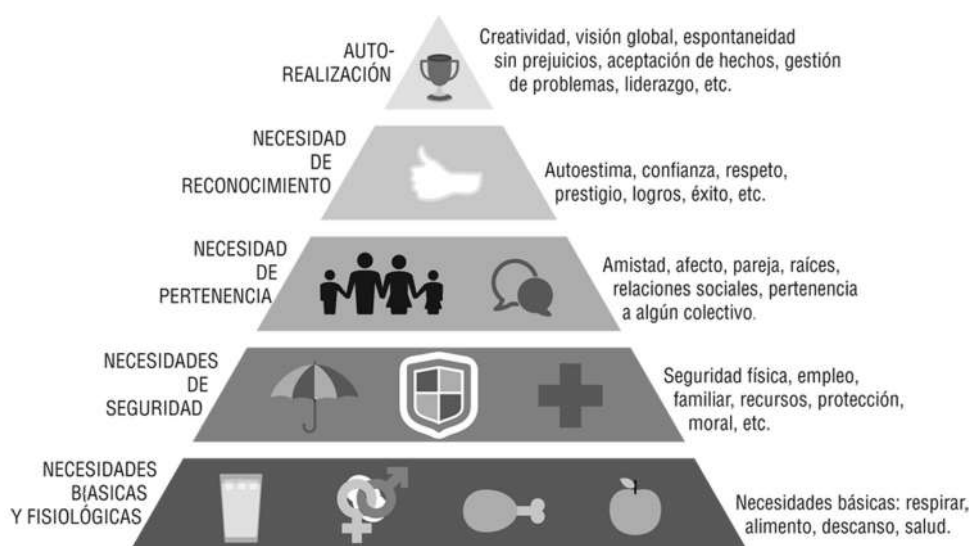 AUTO-
REALIZACIÓN
Creatividad, visión global, espontaneidad
sin prejuicios, aceptación de hechos, gestión
de problemas, liderazgo, etc.
NECESIDAD
DE
RECONOCIMIENTO
Autoestima, confianza, respeto,
prestigio, logros, éxito, etc.
NECESIDAD
DE
PERTENENCIA
Amistad, afecto, pareja, raíces,
relaciones sociales, pertenencia
a algún colectivo.
NECESIDADES
DE
SEGURIDAD
Seguridad física, empleo,
familiar, recursos, protección,
moral, etc.
NECESIDADES
B(ASICAS
Y FISIOLÓGICAS
Necesidades básicas: respirar,
alimento, descanso, salud.